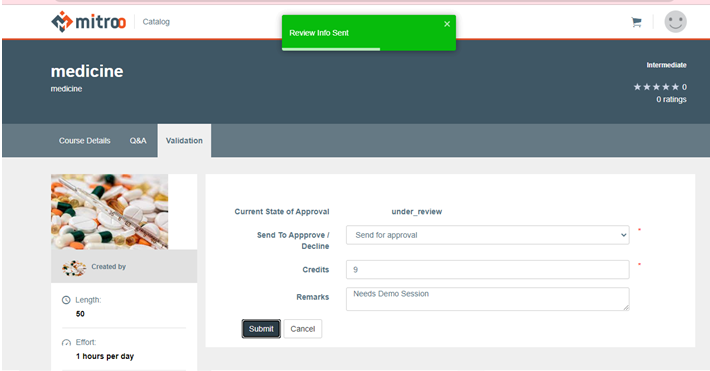 mitroo
Catalog
Review Info Sent
×
medicine
medicine
Intermediate
0
0 ratings
Course Details
Q&A
Validation
Current State of Approval
under_review
Send To Appprove /
Decline
Send for approval
*
Credits
9
*
Remarks
Needs Demo Session
Submit
Cancel
Created by
Length:
50
Effort:
1 hours per day